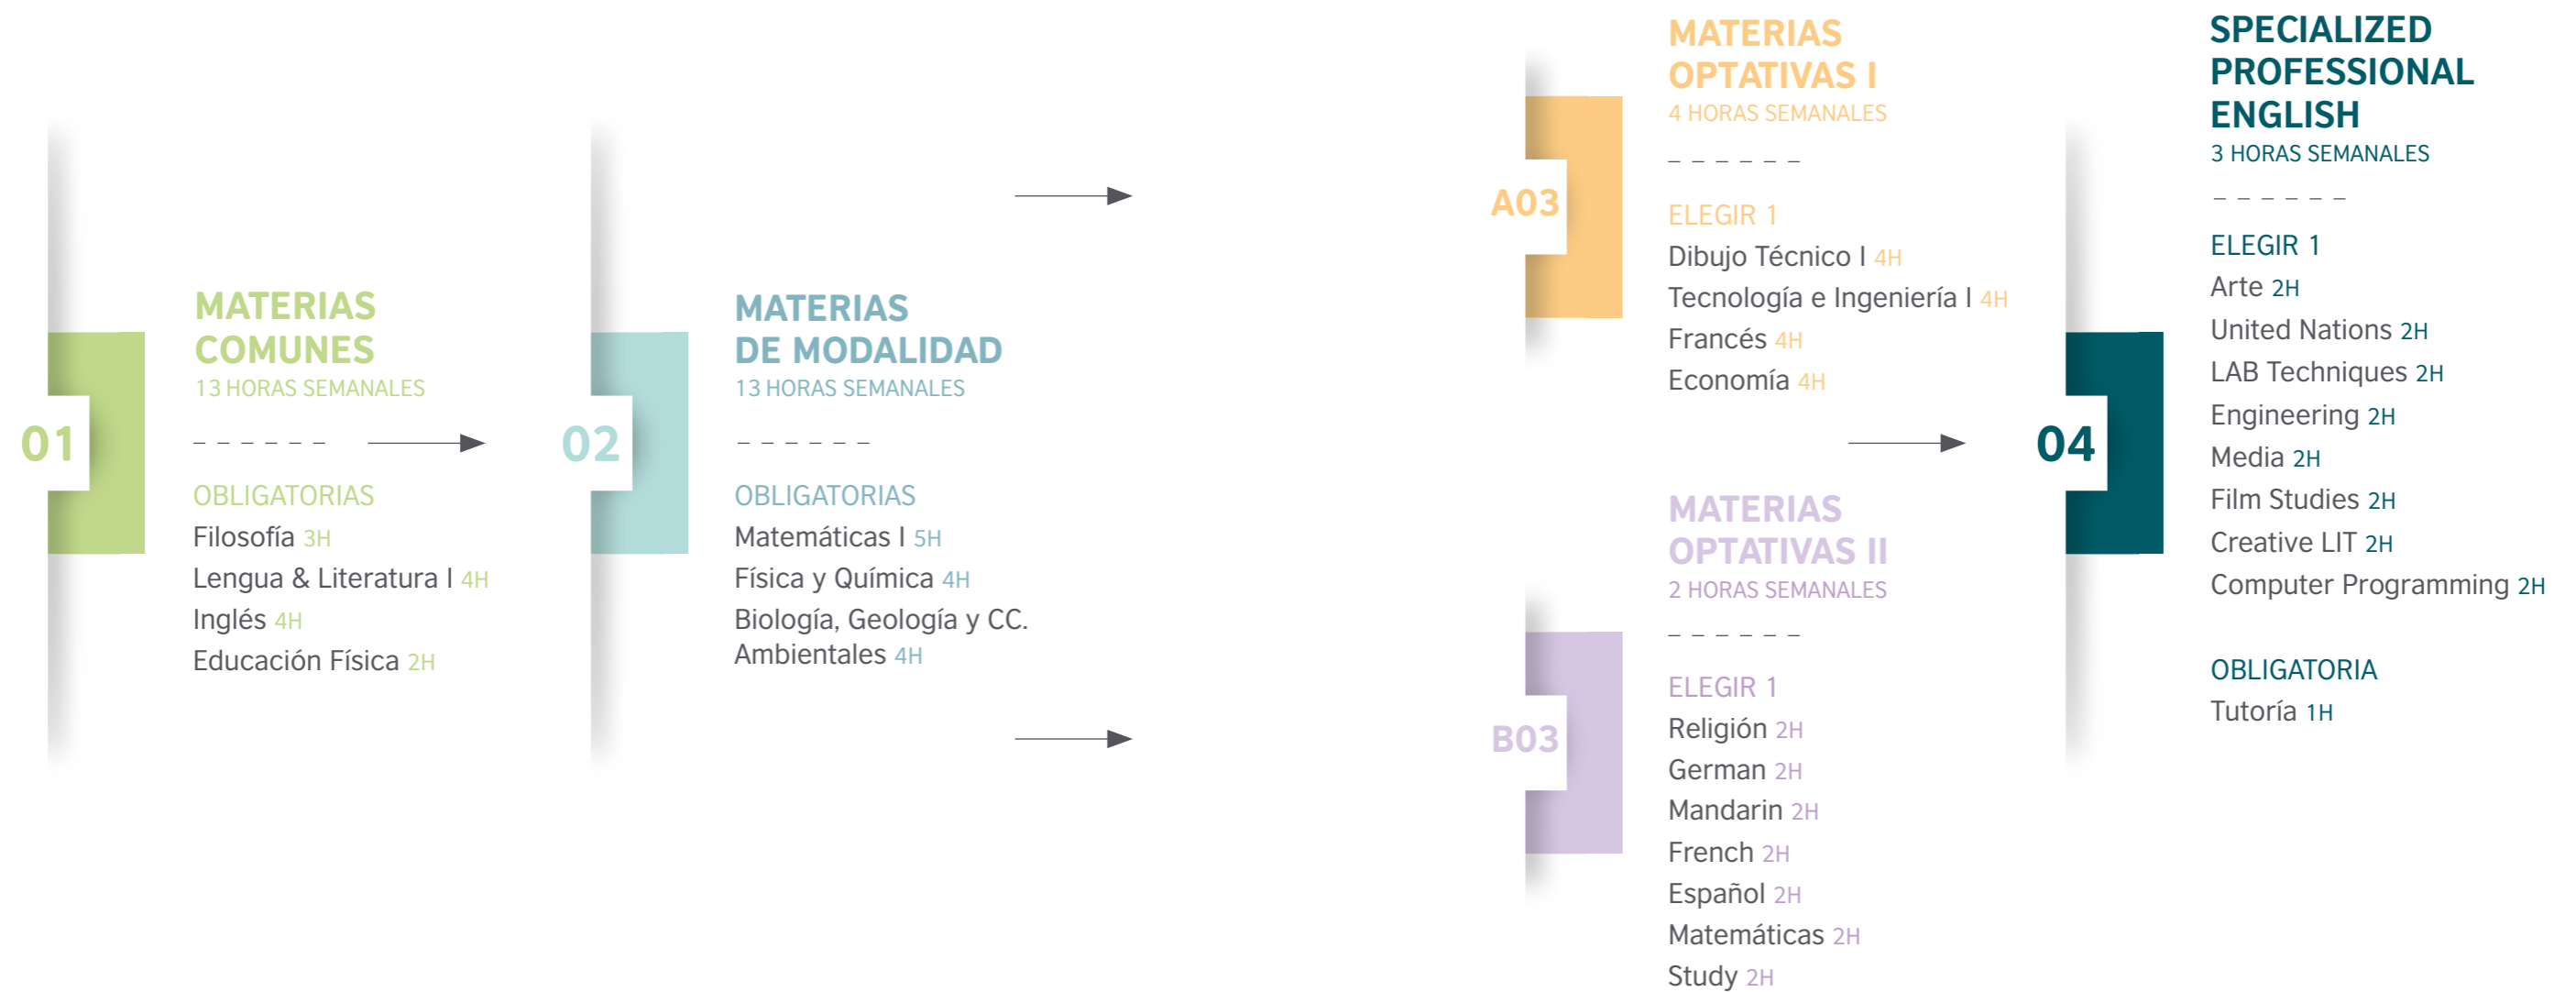 01
MATERIAS
COMUNES
13 HORAS SEMANALES
OBLIGATORIAS
Filosofía 3H
Lengua & Literatura I 4H
Inglés 4H
Educación Física 2H
02
MATERIAS
DE MODALIDAD
13 HORAS SEMANALES
OBLIGATORIAS
Matemáticas I 5H
Física y Química 4H
Biología, Geología y CC.
Ambientales 4H
A03
MATERIAS
OPTATIVAS I
4 HORAS SEMANALES
ELEGIR 1
Dibujo Técnico I 4H
Tecnología e Ingeniería I 4H
Francés 4H
Economía 4H
B03
MATERIAS
OPTATIVAS II
2 HORAS SEMANALES
ELEGIR 1
Religión 2H
German 2H
Mandarin 2H
French 2H
Español 2H
Matemáticas 2H
Study 2H
04
SPECIALIZED
PROFESSIONAL
ENGLISH
3 HORAS SEMANALES
ELEGIR 1
Arte 2H
United Nations 2H
LAB Techniques 2H
Engineering 2H
Media 2H
Film Studies 2H
Creative LIT 2H
Computer Programming 2H
OBLIGATORIA
Tutoría 1H